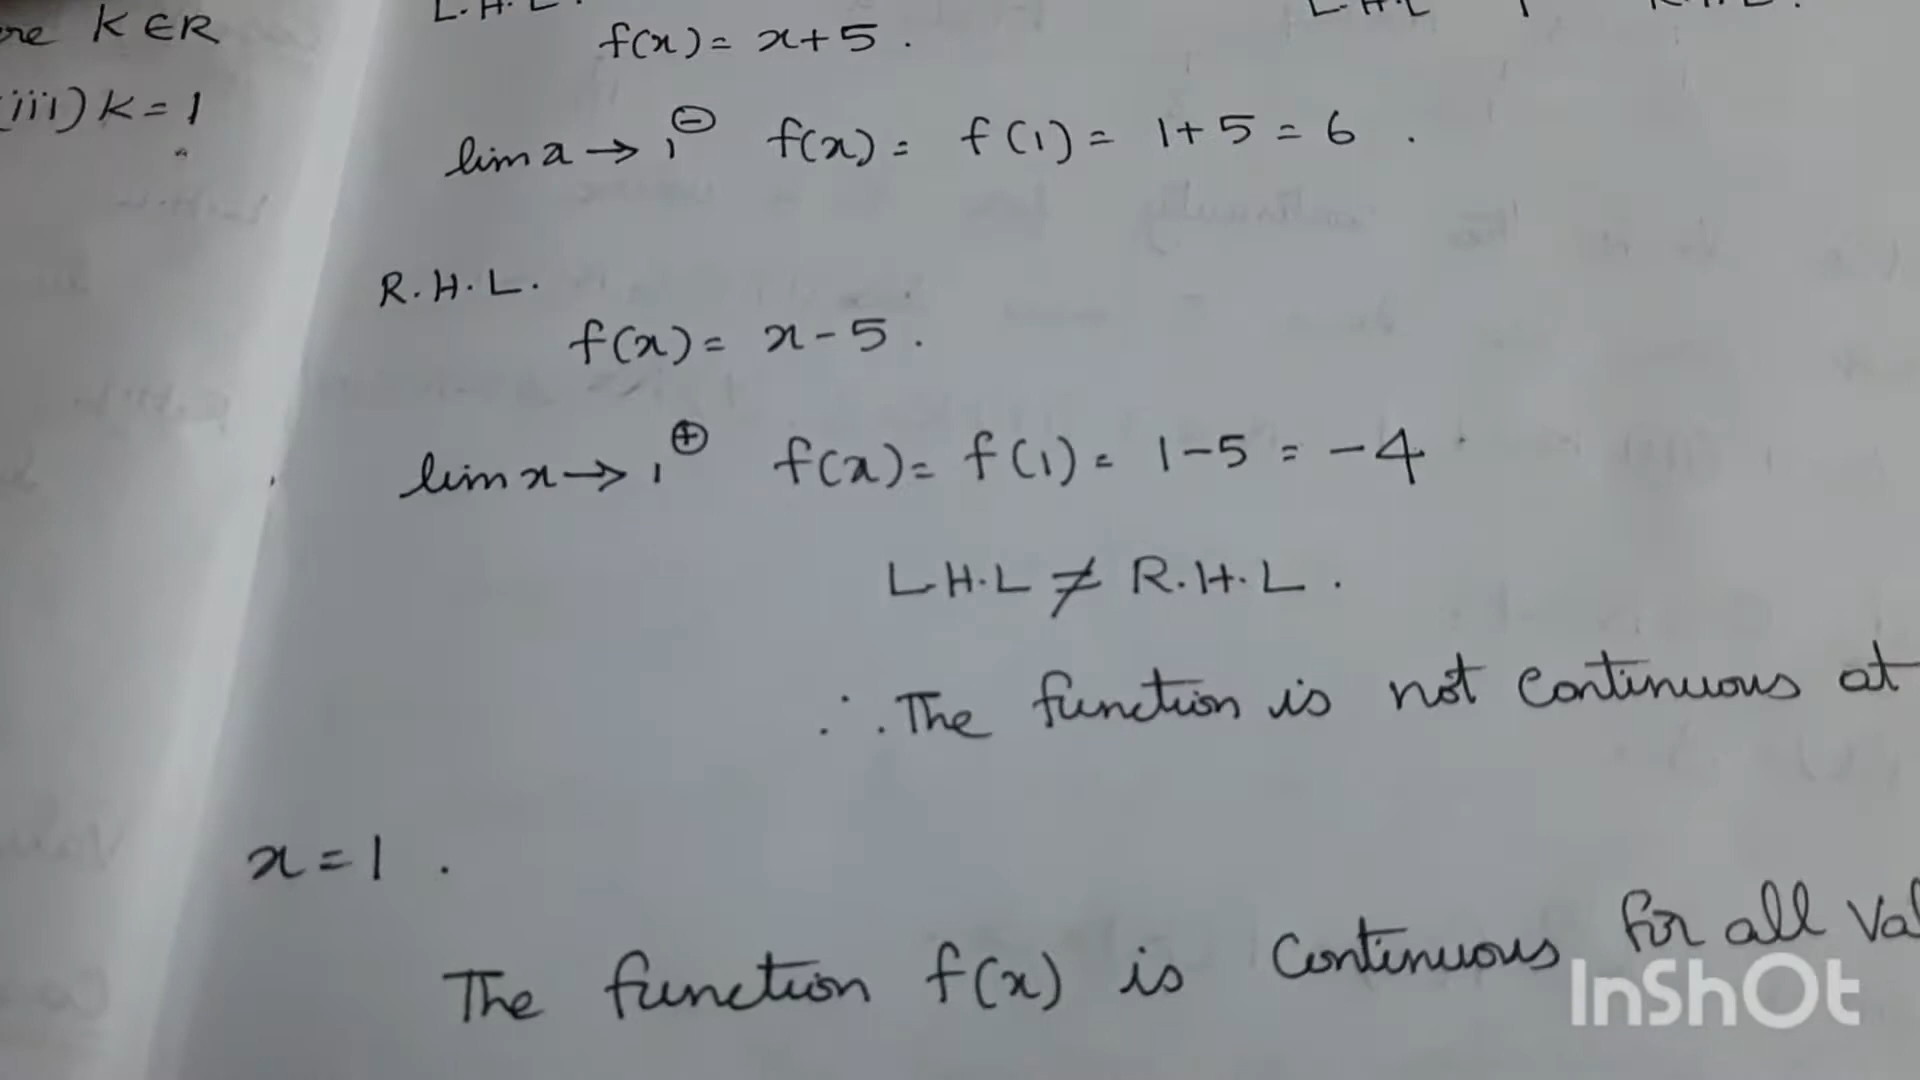 k ∈ R
(iii) k = 1
L.H.L.
f(x) = x+5.
lim x → 1⊖ f(x) = f(1) = 1+5 = 6.
R.H.L.
f(x) = x-5.
lim x → 1⊕ f(x) = f(1) = 1-5 = -4
L.H.L ≠ R.H.L.
∴ The function is not continuous at
x = 1.
The function f(x) is continuous for all
InShOt